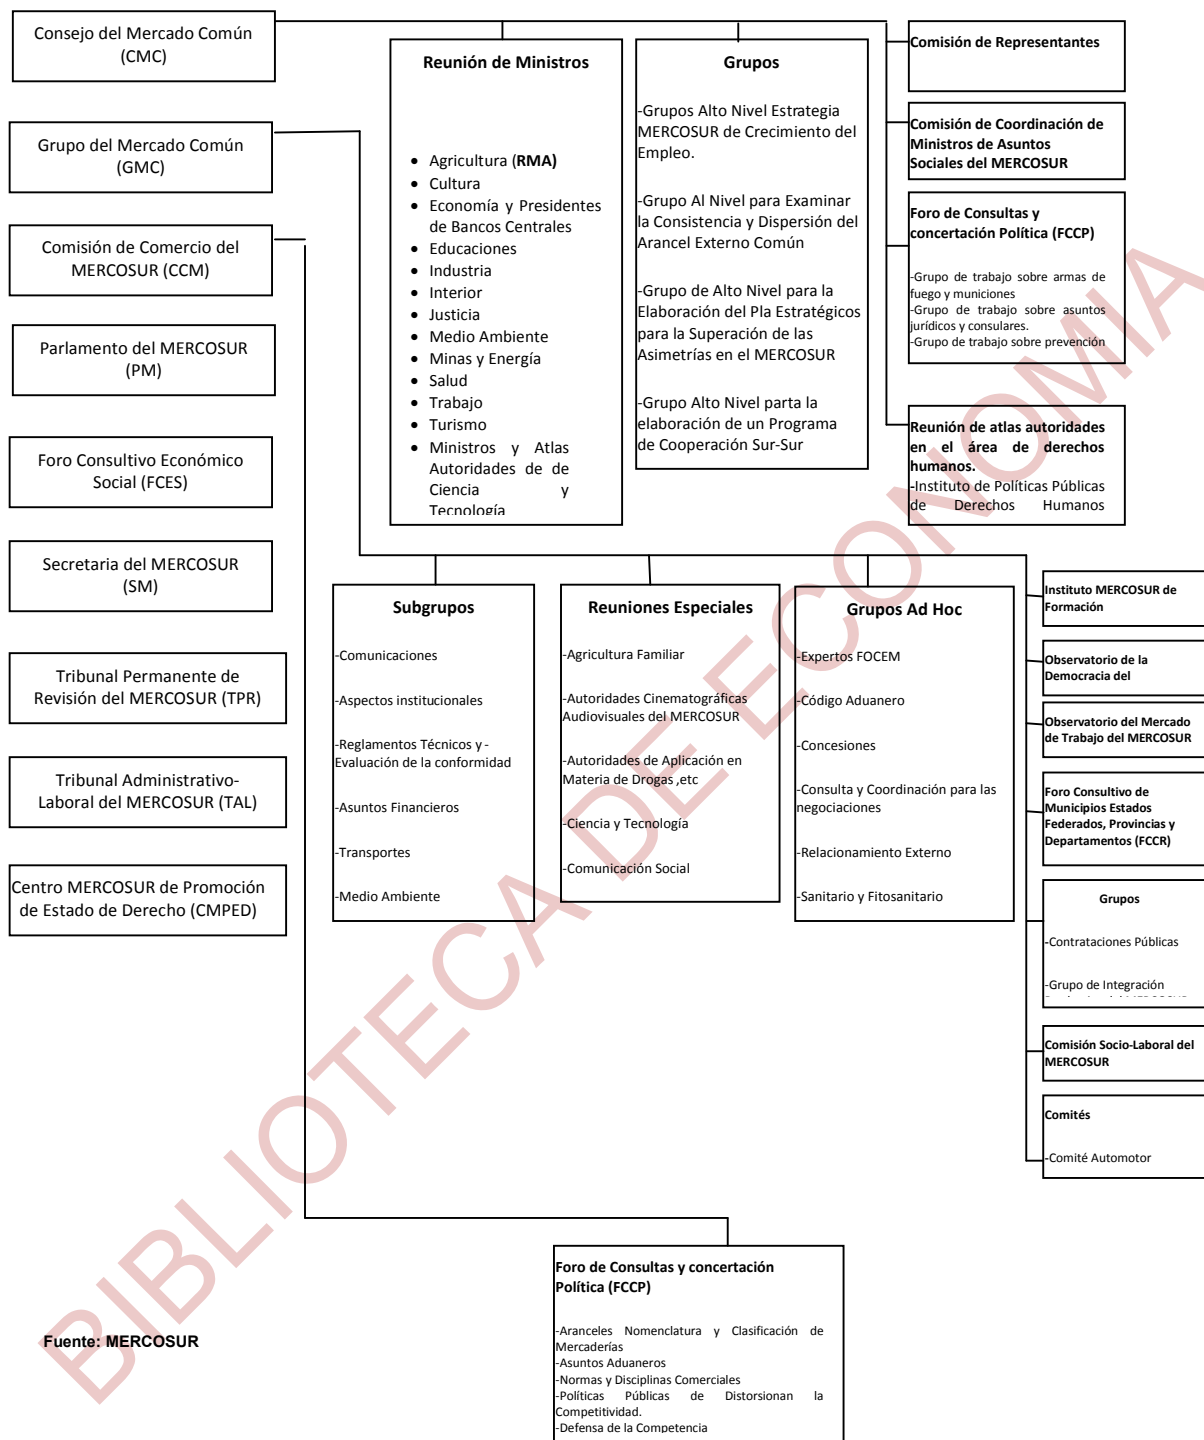 Consejo del Mercado Común
(CMC)
Grupo del Mercado Común
(GMC)
Comisión de Comercio del
MERCOSUR (CCM)
Parlamento del MERCOSUR
(PM)
Foro Consultivo Económico
Social (FCES)
Secretaria del MERCOSUR
(SM)
Tribunal Permanente de
Revisión del MERCOSUR (TPR)
Tribunal Administrativo-
Laboral del MERCOSUR (TAL)
Centro MERCOSUR de Promoción
de Estado de Derecho (CMPED)
Reunión de Ministros
• Agricultura (RMA)
• Cultura
• Economía y Presidentes
de Bancos Centrales
• Educaciones
• Industria
• Interior
• Justicia
• Medio Ambiente
• Minas y Energía
• Salud
• Trabajo
• Turismo
• Ministros y Atlas
Autoridades de de
Ciencia y
Tecnología
Grupos
-Grupos Alto Nivel Estrategia
MERCOSUR de Crecimiento del
Empleo.
-Grupo Al Nivel para Examinar
la Consistencia y Dispersión del
Arancel Externo Común
-Grupo de Alto Nivel para la
Elaboración del Pla Estratégicos
para la Superación de las
Asimetrías en el MERCOSUR
-Grupo Alto Nivel parta la
elaboración de un Programa
de Cooperación Sur-Sur
Comisión de Representantes
Comisión de Coordinación de
Ministros de Asuntos
Sociales del MERCOSUR
Foro de Consultas y
concertación Política (FCCP)
-Grupo de trabajo sobre armas de
fuego y municiones
-Grupo de trabajo sobre asuntos
jurídicos y consulares.
-Grupo de trabajo sobre prevención
Reunión de atlas autoridades
en el área de derechos
humanos.
-Instituto de Políticas Públicas
de Derechos Humanos
Subgrupos
-Comunicaciones
-Aspectos institucionales
-Reglamentos Técnicos y -
Evaluación de la conformidad
-Asuntos Financieros
-Transportes
-Medio Ambiente
Reuniones Especiales
-Agricultura Familiar
-Autoridades Cinematográficas
Audiovisuales del MERCOSUR
-Autoridades de Aplicación en
Materia de Drogas ,etc
-Ciencia y Tecnología
-Comunicación Social
Grupos Ad Hoc
-Expertos FOCEM
-Código Aduanero
-Concesiones
-Consulta y Coordinación para las
negociaciones
-Relacionamiento Externo
-Sanitario y Fitosanitario
Instituto MERCOSUR de
Formación
Observatorio de la
Democracia del
Observatorio del Mercado
de Trabajo del MERCOSUR
Foro Consultivo de
Municipios Estados
Federados, Provincias y
Departamentos (FCCR)
Grupos
-Contrataciones Públicas
-Grupo de Integración
Comisión Socio-Laboral del
MERCOSUR
Comités
-Comité Automotor
Foro de Consultas y concertación
Política (FCCP)
-Aranceles Nomenclatura y Clasificación de
Mercaderías
-Asuntos Aduaneros
-Normas y Disciplinas Comerciales
-Políticas Públicas de Distorsionan la
Competitividad.
-Defensa de la Competencia
Fuente: MERCOSUR
BIBLIOTECA DE ECONOMIA